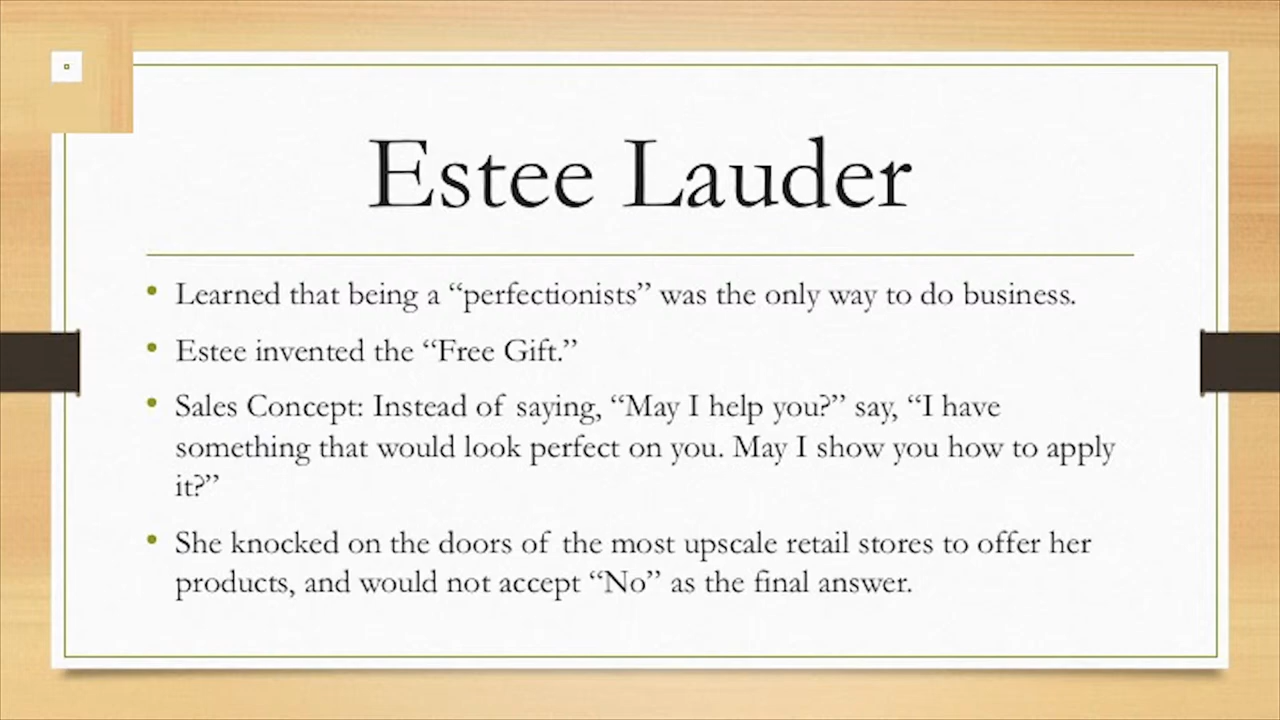 Estee Lauder
• Learned that being a “perfectionists” was the only way to do business.
• Estee invented the “Free Gift.”
• Sales Concept: Instead of saying, “May I help you?” say, “I have
something that would look perfect on you. May I show you how to apply
it?”
• She knocked on the doors of the most upscale retail stores to offer her
products, and would not accept “No” as the final answer.